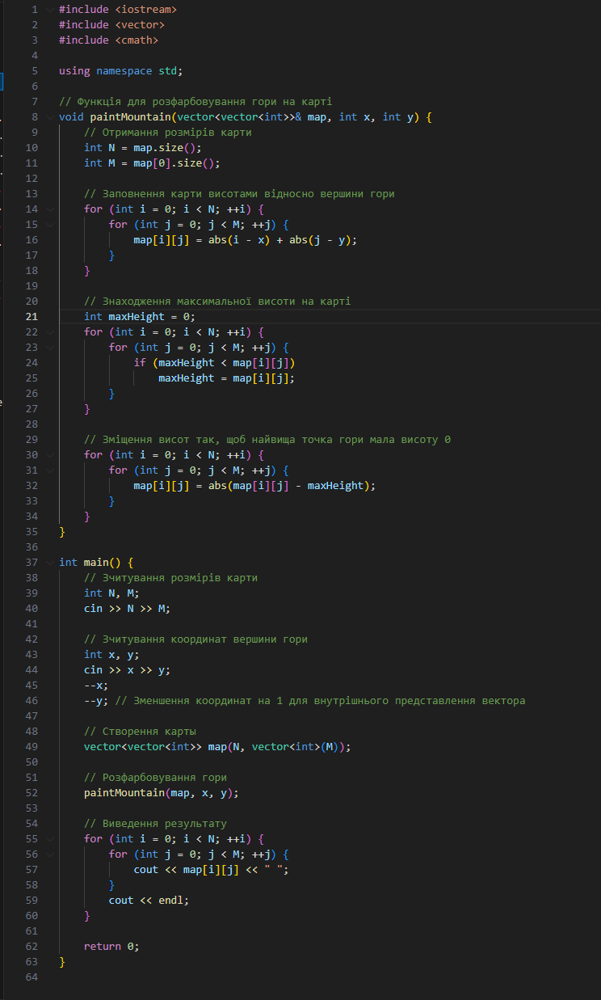 1 #include <iostream>
2 #include <vector>
3 #include <cmath>
4
5 using namespace std;
6
7 // Функція для розфарбовування гори на карті
8 void paintMountain(vector<vector<int>>& map, int x, int y) {
9     // Отримання розмірів карти
10     int N = map.size();
11     int M = map[0].size();
12
13     // Заповнення карти висотами відносно вершини гори
14     for (int i = 0; i < N; ++i) {
15         for (int j = 0; j < M; ++j) {
16             map[i][j] = abs(i - x) + abs(j - y);
17         }
18     }
19
20     // Знаходження максимальної висоти на карті
21     int maxHeight = 0;
22     for (int i = 0; i < N; ++i) {
23         for (int j = 0; j < M; ++j) {
24             if (maxHeight < map[i][j])
25                 maxHeight = map[i][j];
26         }
27     }
28
29     // Зміщення висот так, щоб найвища точка гори мала висоту 0
30     for (int i = 0; i < N; ++i) {
31         for (int j = 0; j < M; ++j) {
32             map[i][j] = abs(map[i][j] - maxHeight);
33         }
34     }
35 }
36
37 int main() {
38     // Зчитування розмірів карти
39     int N, M;
40     cin >> N >> M;
41
42     // Зчитування координат вершини гори
43     int x, y;
44     cin >> x >> y;
45     --x;
46     --y; // Зменшення координат на 1 для внутрішнього представлення вектора
47
48     // Створення карты
49     vector<vector<int>> map(N, vector<int>(M));
50
51     // Розфарбовування гори
52     paintMountain(map, x, y);
53
54     // Виведення результату
55     for (int i = 0; i < N; ++i) {
56         for (int j = 0; j < M; ++j) {
57             cout << map[i][j] << " ";
58         }
59         cout << endl;
60     }
61
62     return 0;
63 }
64